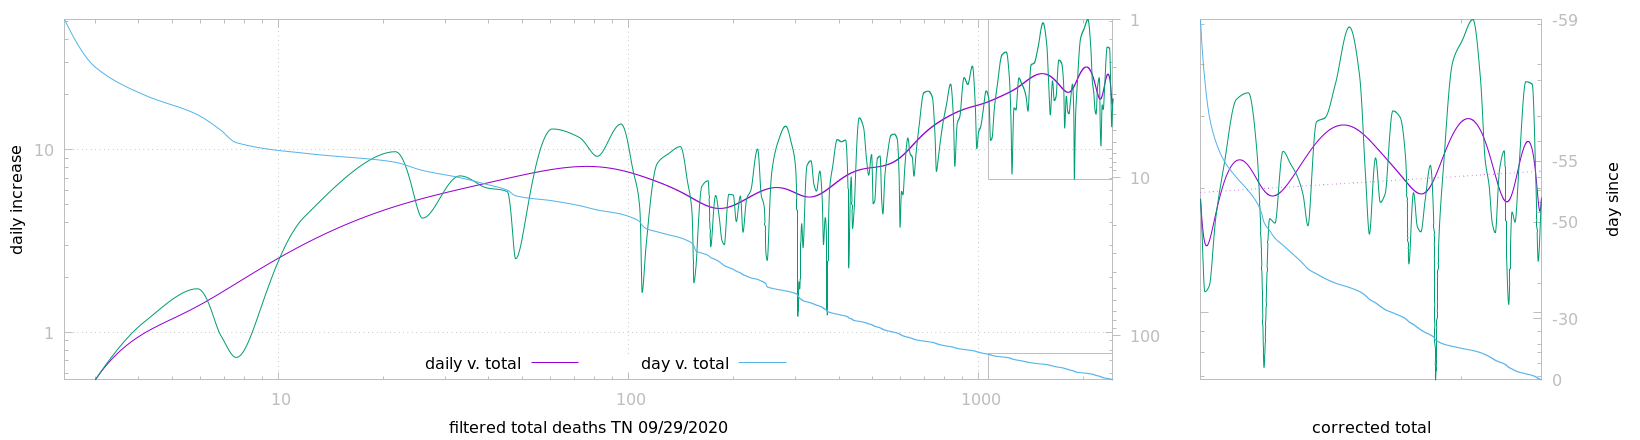 1 -59
10 10 -55
daily increase -50 day since
1 100 -30
daily v. total day v. total
0
10 100 1000
filtered total deaths TN 09/29/2020 corrected total